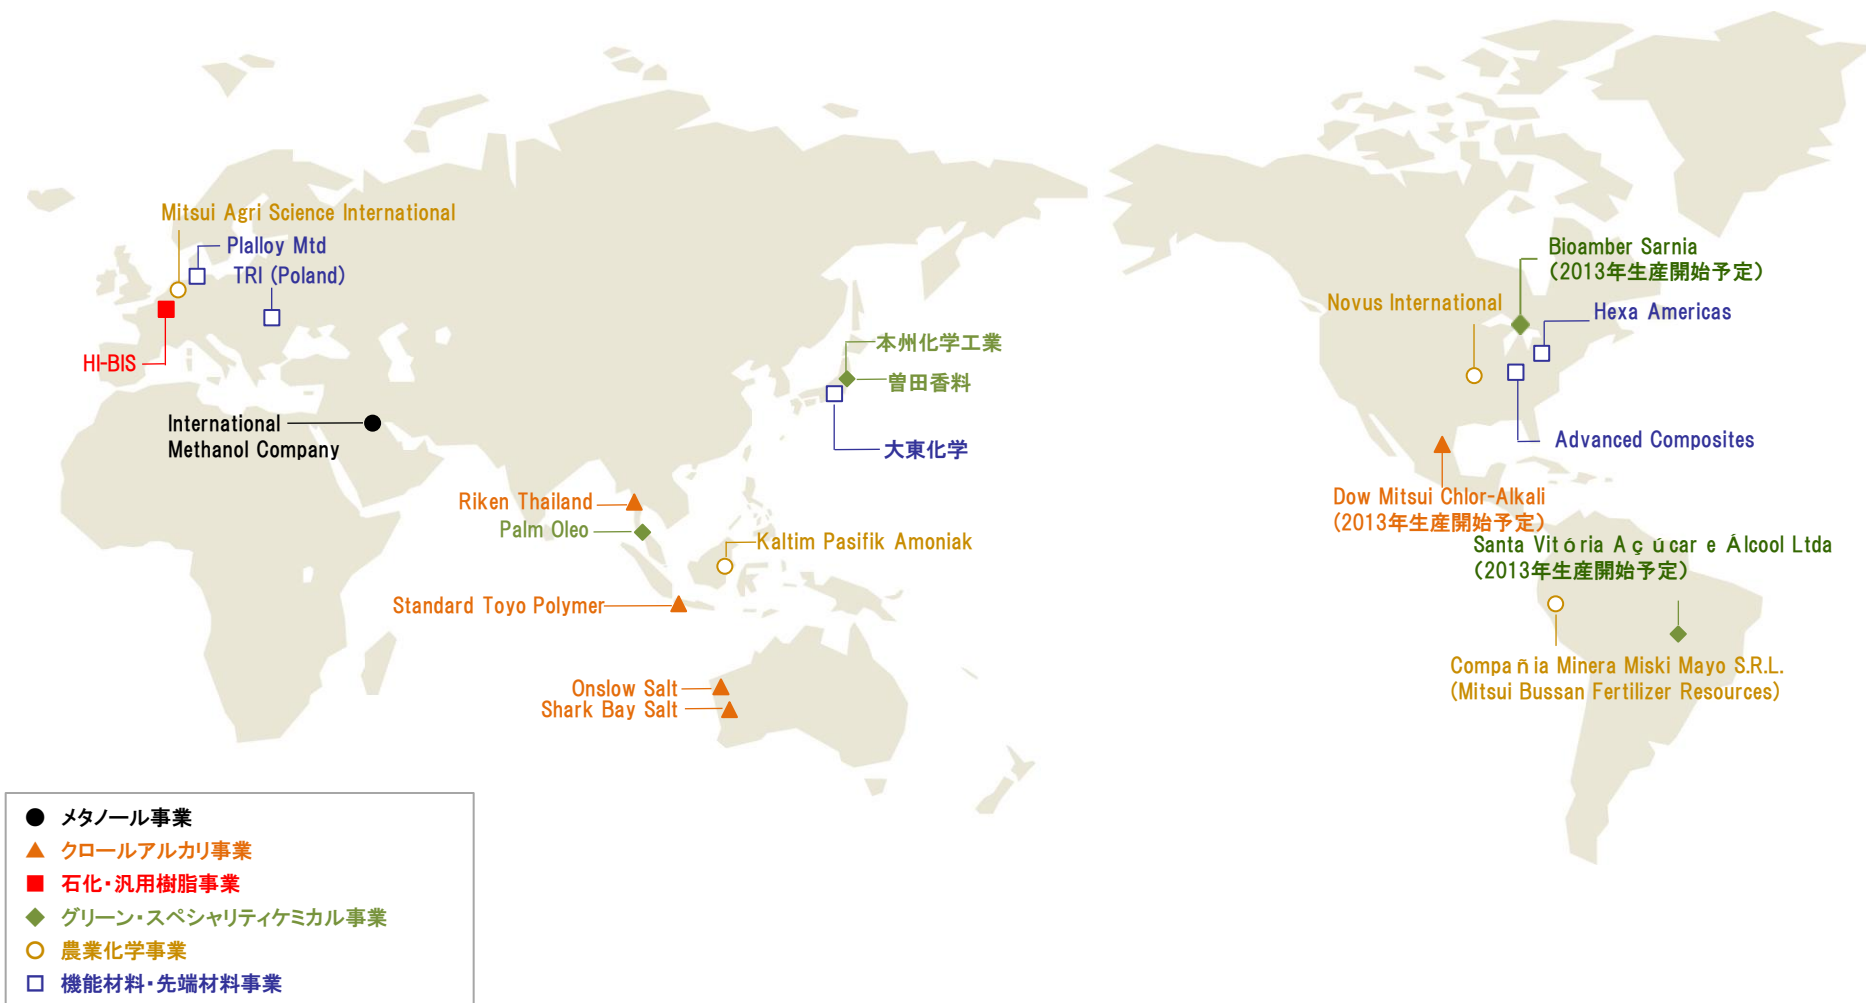 Mitsui Agri Science International
Plalloy Mtd
TRI (Poland)
HI-BIS
International
Methanol Company
本州化学工業
曽田香料
大東化学
Riken Thailand
Palm Oleo
Kaltim Pasifik Amoniak
Standard Toyo Polymer
Onslow Salt
Shark Bay Salt
Bioamber Sarnia
(2013年生産開始予定)
Novus International
Hexa Americas
Advanced Composites
Dow Mitsui Chlor-Alkali
(2013年生産開始予定)
Santa Vitória Açúcar e Álcool Ltda
(2013年生産開始予定)
Compañia Minera Miski Mayo S.R.L.
(Mitsui Bussan Fertilizer Resources)
メタノール事業
クロールアルカリ事業
石化・汎用樹脂事業
グリーン・スペシャリティケミカル事業
農業化学事業
機能材料・先端材料事業